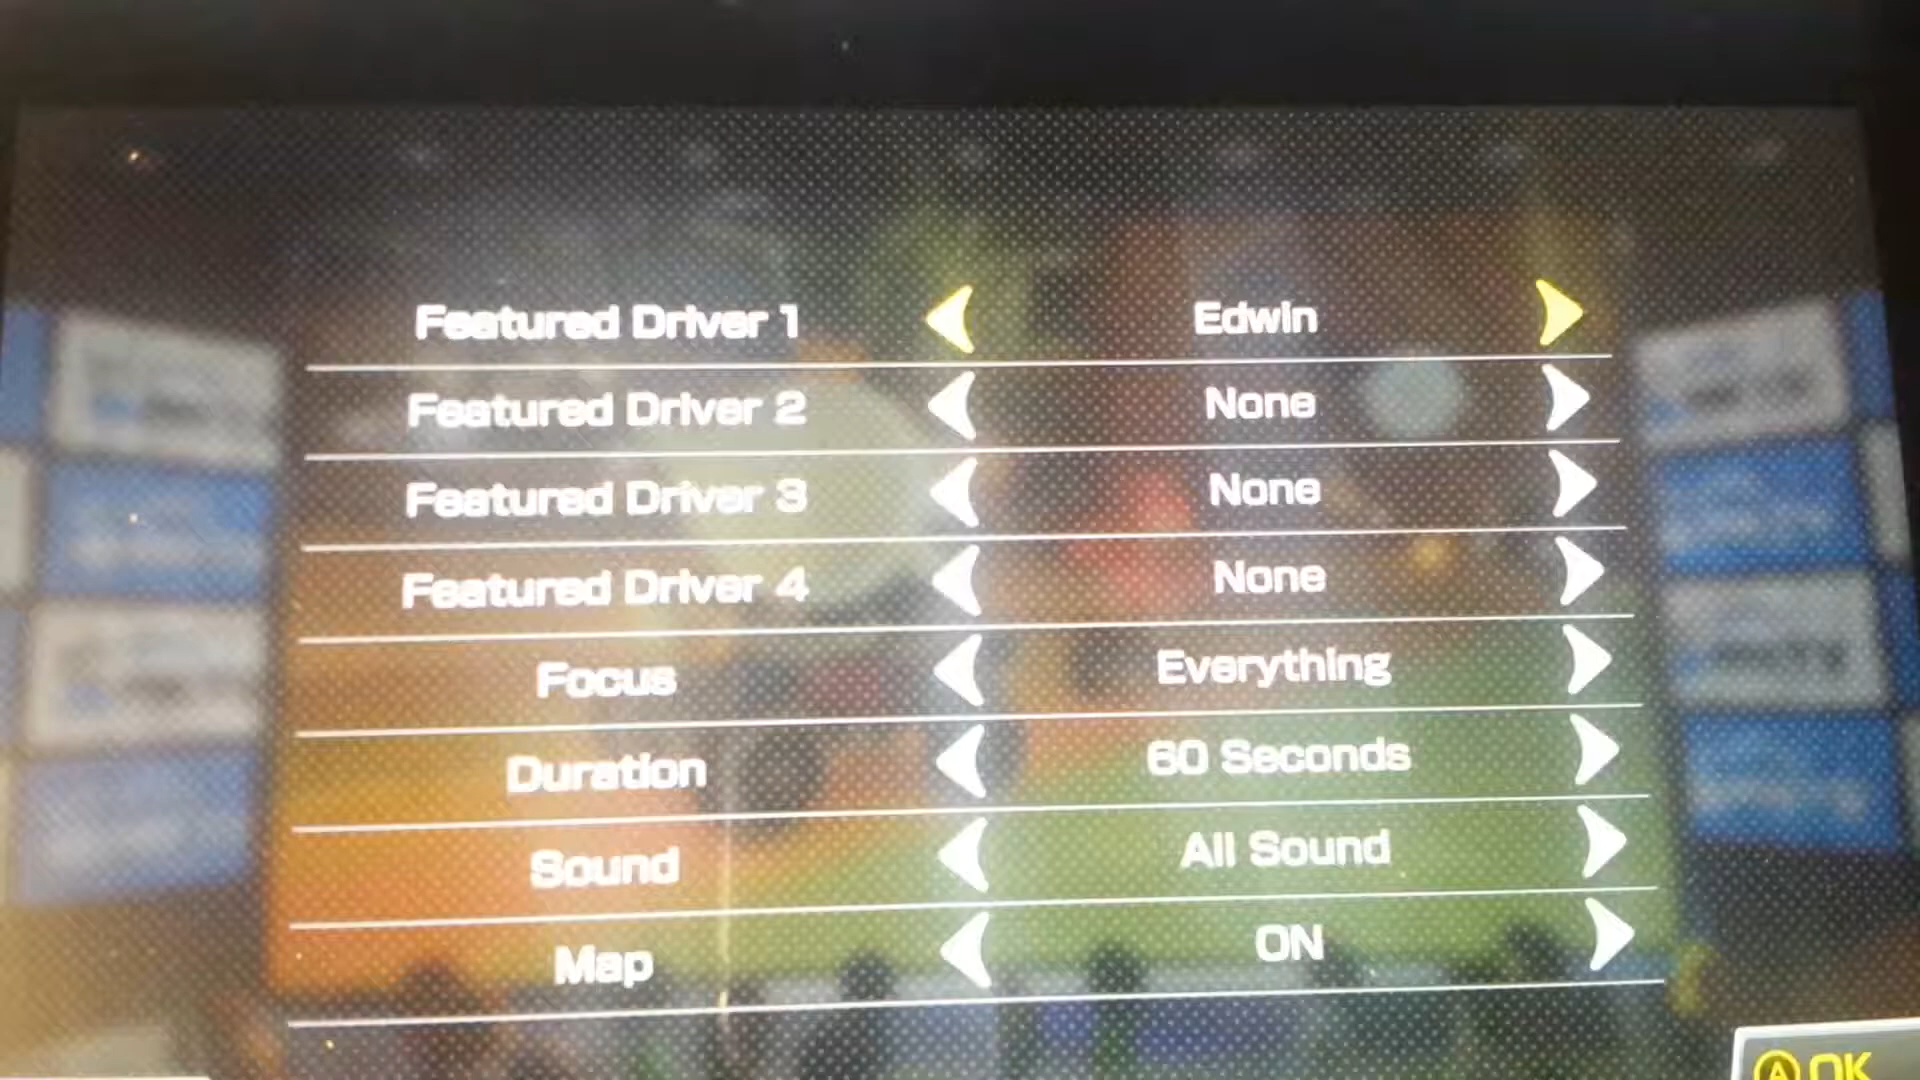 Featured Driver 1 Edwin
Featured Driver 2 None
Featured Driver 3 None
Featured Driver 4 None
Focus Everything
Duration 60 Seconds
Sound All Sound
Map ON
A OK